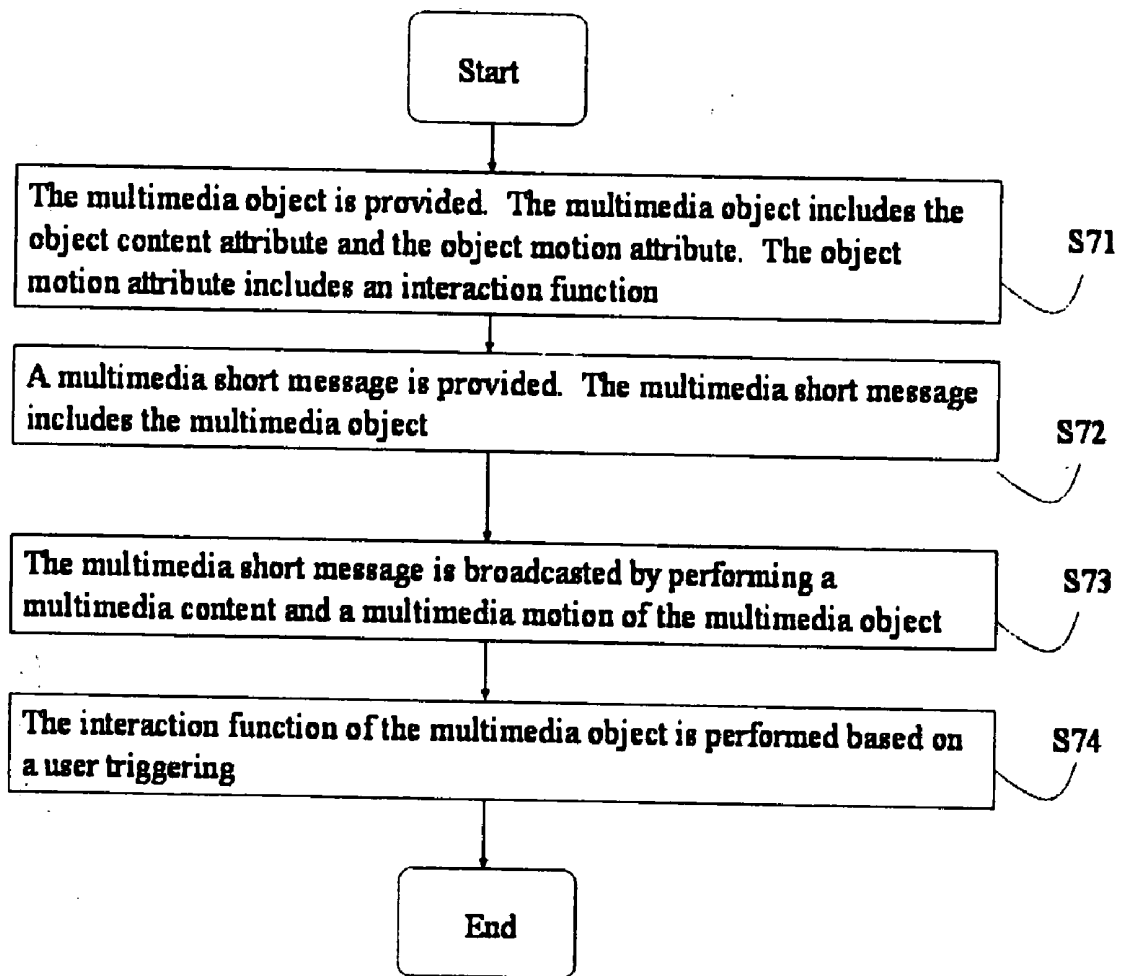 Start
The multimedia object is provided. The multimedia object includes the
object content attribute and the object motion attribute. The object
motion attribute includes an interaction function
S71
A multimedia short message is provided. The multimedia short message
includes the multimedia object
S72
The multimedia short message is broadcasted by performing a
multimedia content and a multimedia motion of the multimedia object
S73
The interaction function of the multimedia object is performed based on
a user triggering
S74
End